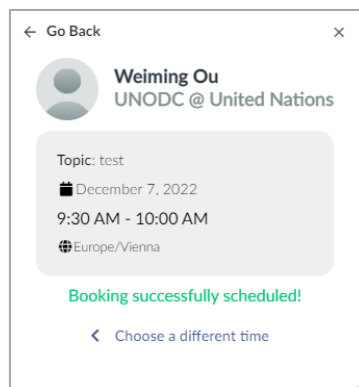 Go Back
Weiming Ou
UNODC @ United Nations
Topic: test
December 7, 2022
9:30 AM - 10:00 AM
Europe/Vienna
Booking successfully scheduled!
Choose a different time